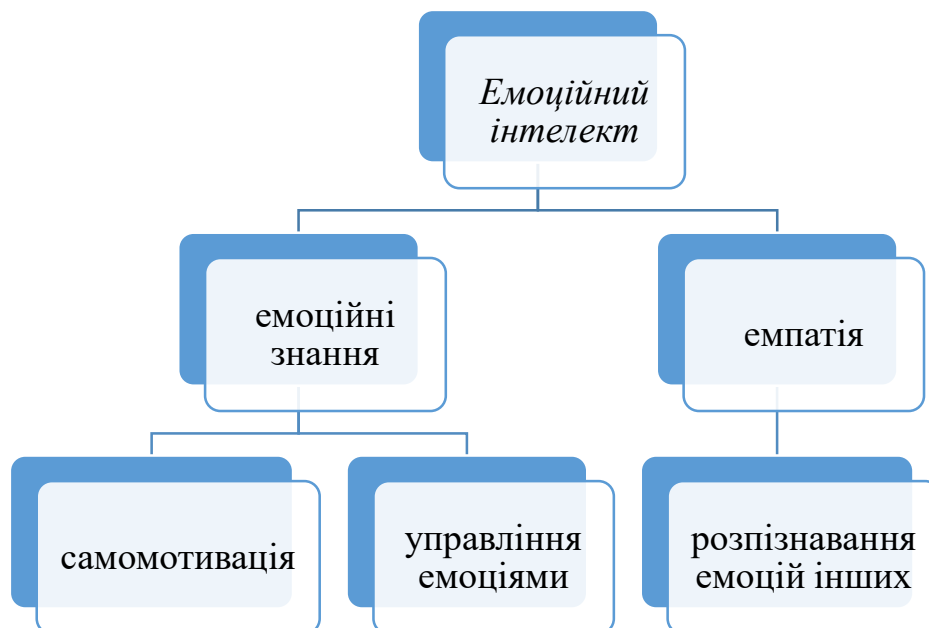 Емоційний
інтелект
емоційні
знання
емпатія
самомотивація
управління
емоціями
розпізнавання
емоцій інших